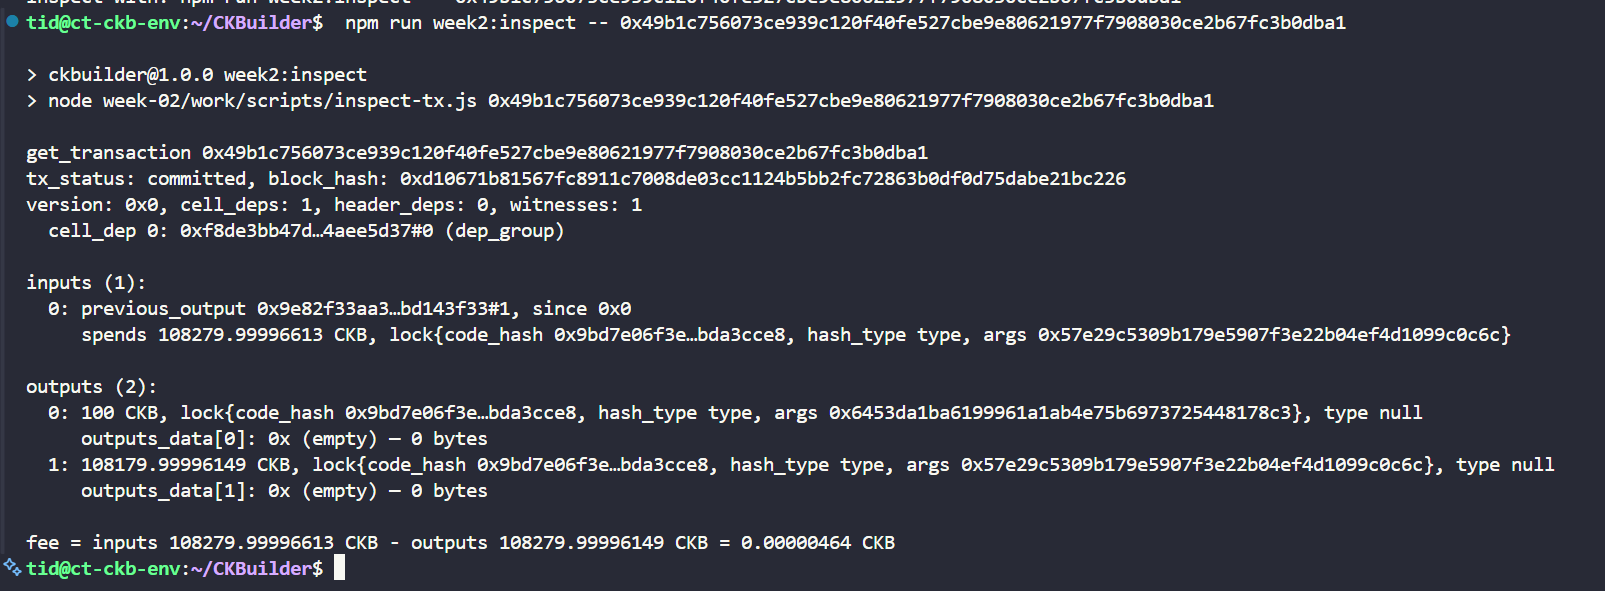 tid@ct-ckb-env:~/CKBuilder$ npm run week2:inspect -- 0x49b1c756073ce939c120f40fe527cbe9e80621977f7908030ce2b67fc3b0dba1
> ckbuilder@1.0.0 week2:inspect
> node week-02/work/scripts/inspect-tx.js 0x49b1c756073ce939c120f40fe527cbe9e80621977f7908030ce2b67fc3b0dba1
get_transaction 0x49b1c756073ce939c120f40fe527cbe9e80621977f7908030ce2b67fc3b0dba1
tx_status: committed, block_hash: 0xd10671b81567fc8911c7008de03cc1124b5bb2fc72863b0df0d75dabe21bc226
version: 0x0, cell_deps: 1, header_deps: 0, witnesses: 1
cell_dep 0: 0xf8de3bb47d…4aee5d37#0 (dep_group)
inputs (1):
0: previous_output 0x9e82f33aa3…bd143f33#1, since 0x0
spends 108279.99996613 CKB, lock{code_hash 0x9bd7e06f3e…bda3cce8, hash_type type, args 0x57e29c5309b179e5907f3e22b04ef4d1099c0c6c}
outputs (2):
0: 100 CKB, lock{code_hash 0x9bd7e06f3e…bda3cce8, hash_type type, args 0x6453da1ba6199961a1ab4e75b6973725448178c3}, type null
outputs_data[0]: 0x (empty) — 0 bytes
1: 108179.99996149 CKB, lock{code_hash 0x9bd7e06f3e…bda3cce8, hash_type type, args 0x57e29c5309b179e5907f3e22b04ef4d1099c0c6c}, type null
outputs_data[1]: 0x (empty) — 0 bytes
fee = inputs 108279.99996613 CKB - outputs 108279.99996149 CKB = 0.00000464 CKB
tid@ct-ckb-env:~/CKBuilder$